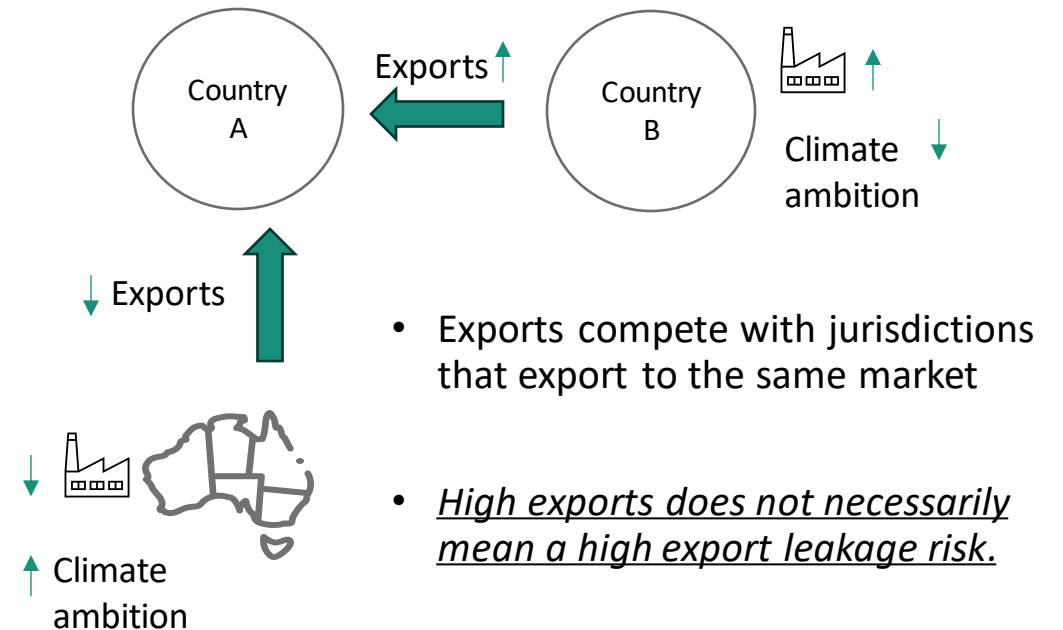 Country
A
Exports
Country
B
Climate
ambition
Exports
• Exports compete with jurisdictions
that export to the same market
• High exports does not necessarily
mean a high export leakage risk.
Climate
ambition